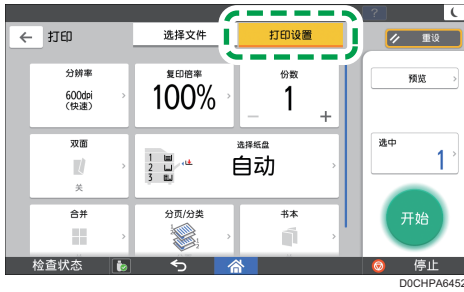 ?
打印
选择文件
打印设置
重设
分辨率
600dpi
（快速）
复印倍率
100%
份数
1
− +
预览
双面
关
选择纸盘
1
2
3
自动
选中
1
合并
分页/分类
书本
开始
检查状态
停止
D0CHPA6452